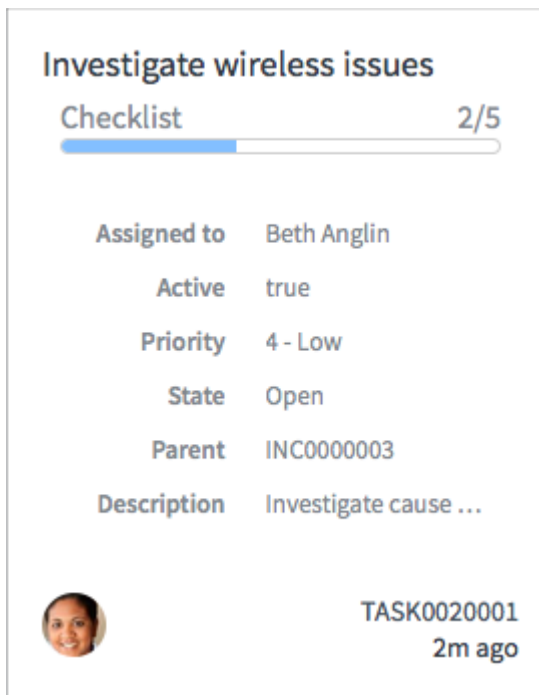 Investigate wireless issues
Checklist 2/5
Assigned to Beth Anglin
Active true
Priority 4 - Low
State Open
Parent INC0000003
Description Investigate cause ...
TASK0020001
2m ago